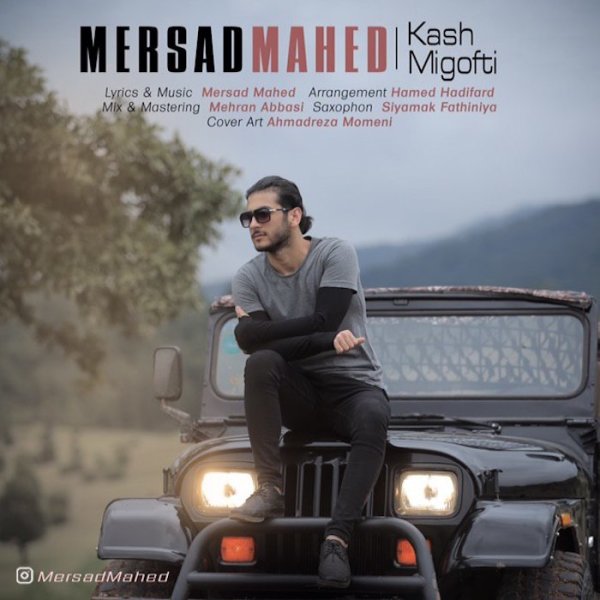 MERSAD MAHED | Kash Migofti
Lyrics & Music Mersad Mahed Arrangement Hamed Hadifard
Mix & Mastering Mehran Abbasi Saxophon Siyamak Fathiniya
Cover Art Ahmadreza Momeni
MersadMahed